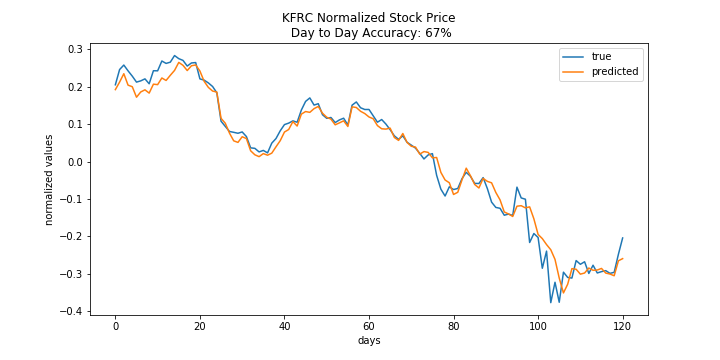 KFRC Normalized Stock Price
Day to Day Accuracy: 67%
true
predicted
normalized values
0.3
0.2
0.1
0.0
−0.1
−0.2
−0.3
−0.4
0
20
40
60
80
100
120
days